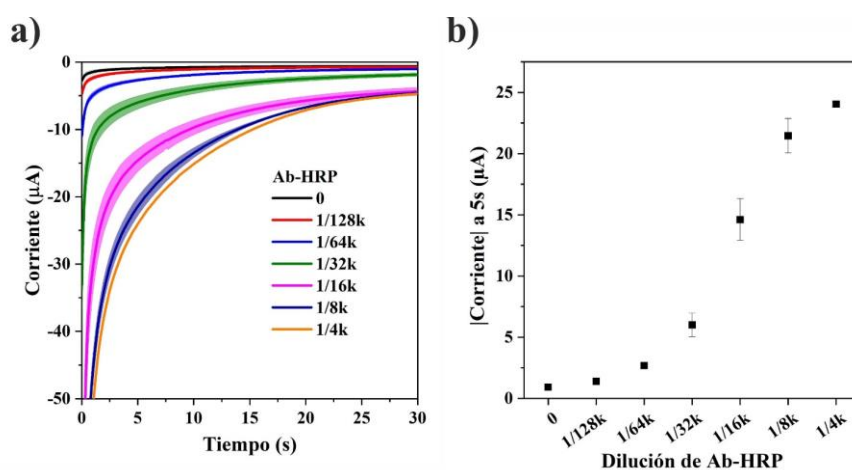 a)
0
-10
-20
-30
-40
-50
Corriente (µA)
Ab-HRP
0
1/128k
1/64k
1/32k
1/16k
1/8k
1/4k
0 5 10 15 20 25 30
Tiempo (s)
b)
25
20
15
10
5
0
|Corriente| a 5s (µA)
0 1/128k 1/64k 1/32k 1/16k 1/8k 1/4k
Dilución de Ab-HRP